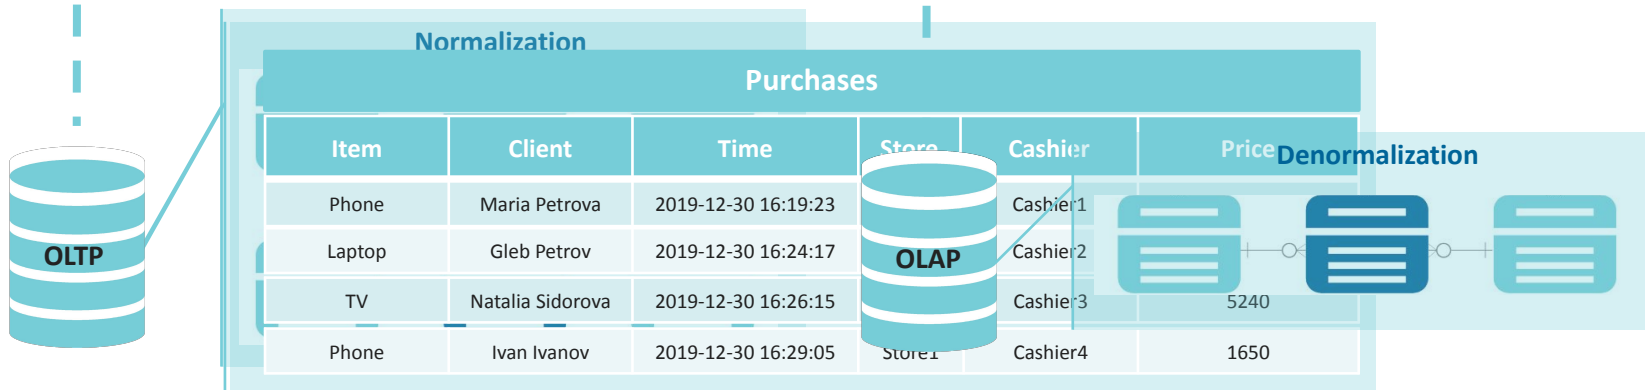 Normalization
Purchases
Item Client Time Store Cashier Price
Denormalization
Phone Maria Petrova 2019-12-30 16:19:23 Cashier1
OLTP
Laptop Gleb Petrov 2019-12-30 16:24:17 Cashier2
OLAP
TV Natalia Sidorova 2019-12-30 16:26:15 Cashier3 5240
Phone Ivan Ivanov 2019-12-30 16:29:05 Store1 Cashier4 1650